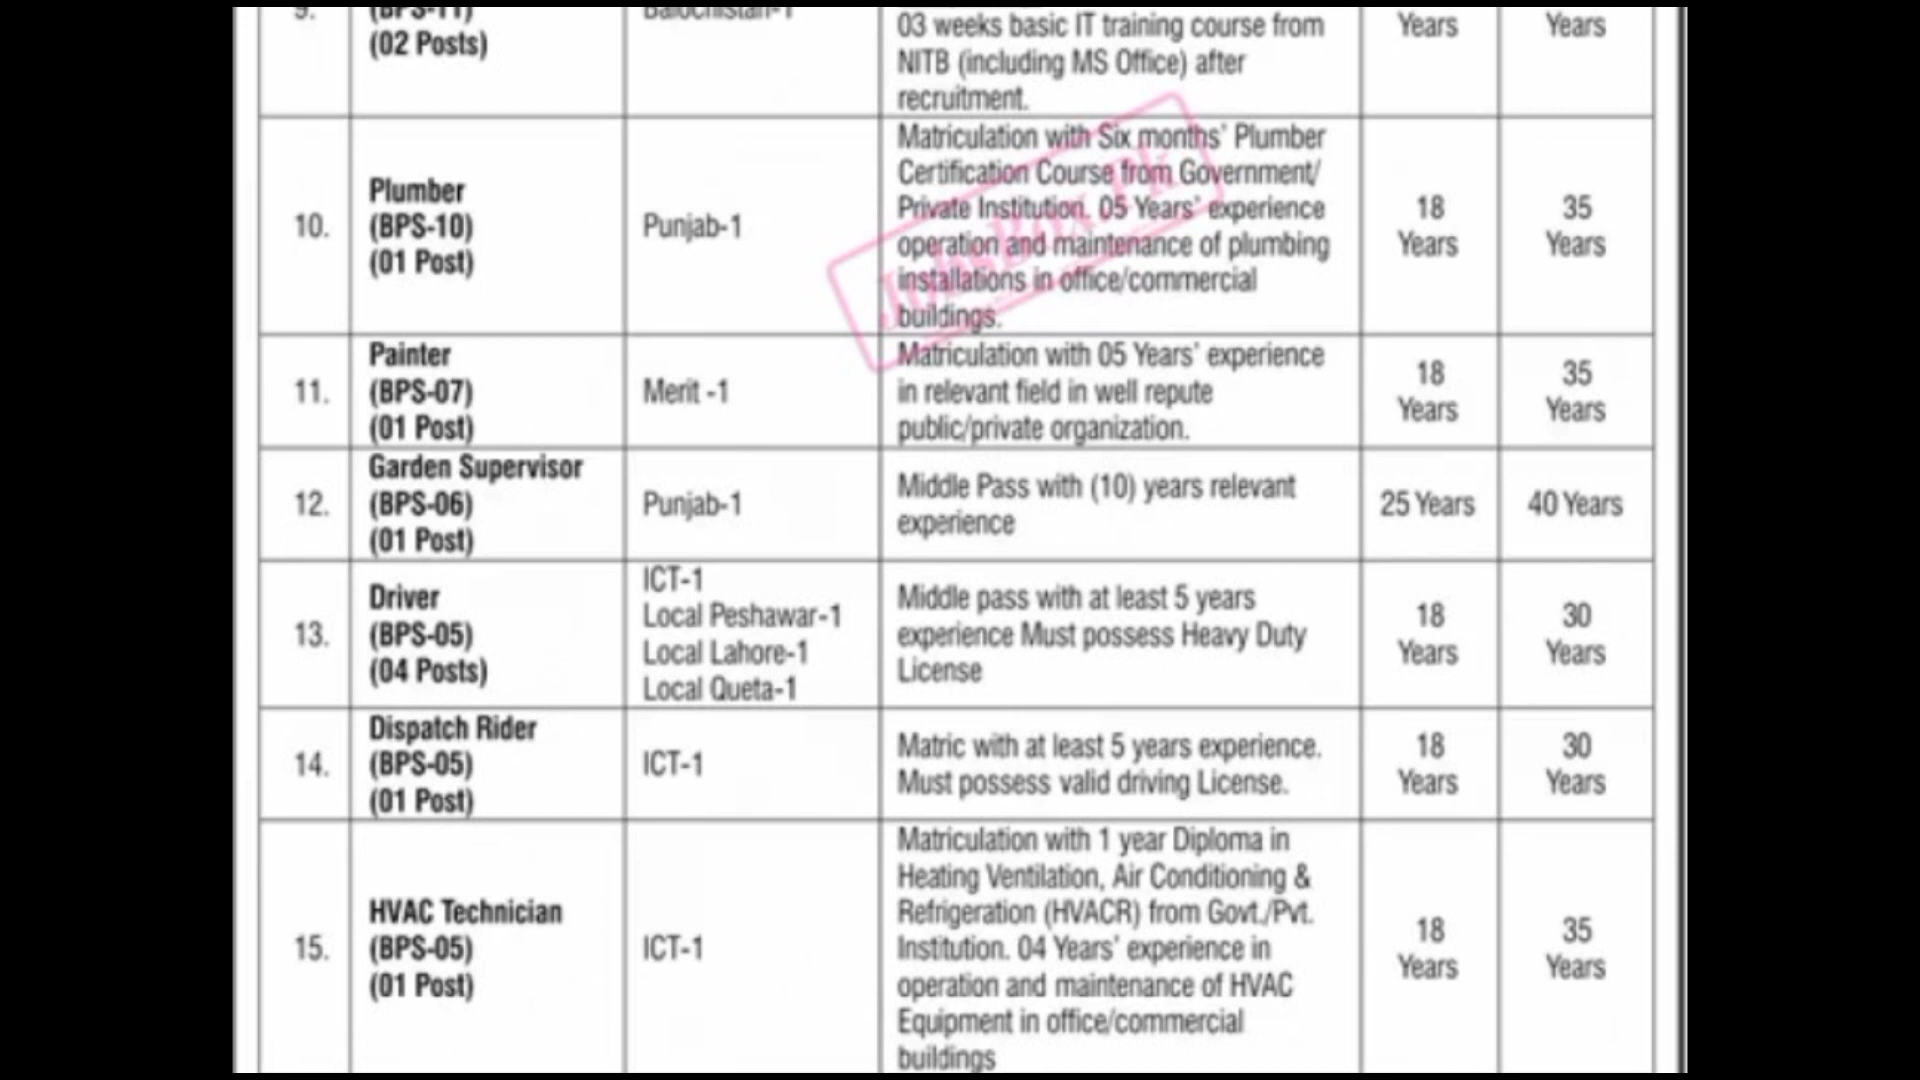 9.
(BPS-11)
(02 Posts)
Balochistan-1
03 weeks basic IT training course from
NITB (including MS Office) after
recruitment.
Years
Years
10.
Plumber
(BPS-10)
(01 Post)
Punjab-1
Matriculation with Six months' Plumber
Certification Course from Government/
Private Institution. 05 Years' experience
operation and maintenance of plumbing
installations in office/commercial
buildings.
18
Years
35
Years
JobsBox.Pk
11.
Painter
(BPS-07)
(01 Post)
Merit -1
Matriculation with 05 Years' experience
in relevant field in well repute
public/private organization.
18
Years
35
Years
12.
Garden Supervisor
(BPS-06)
(01 Post)
Punjab-1
Middle Pass with (10) years relevant
experience
25 Years
40 Years
13.
Driver
(BPS-05)
(04 Posts)
ICT-1
Local Peshawar-1
Local Lahore-1
Local Queta-1
Middle pass with at least 5 years
experience Must possess Heavy Duty
License
18
Years
30
Years
14.
Dispatch Rider
(BPS-05)
(01 Post)
ICT-1
Matric with at least 5 years experience.
Must possess valid driving License.
18
Years
30
Years
15.
HVAC Technician
(BPS-05)
(01 Post)
ICT-1
Matriculation with 1 year Diploma in
Heating Ventilation, Air Conditioning &
Refrigeration (HVACR) from Govt./Pvt.
Institution. 04 Years' experience in
operation and maintenance of HVAC
Equipment in office/commercial
buildings
18
Years
35
Years